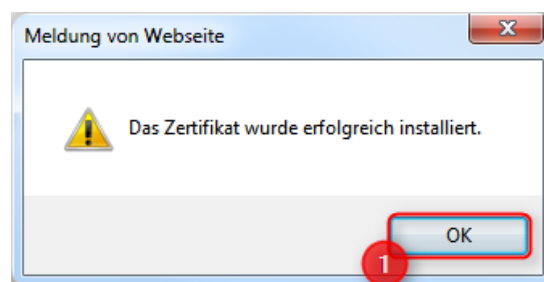 Meldung von Webseite
Das Zertifikat wurde erfolgreich installiert.
OK
1